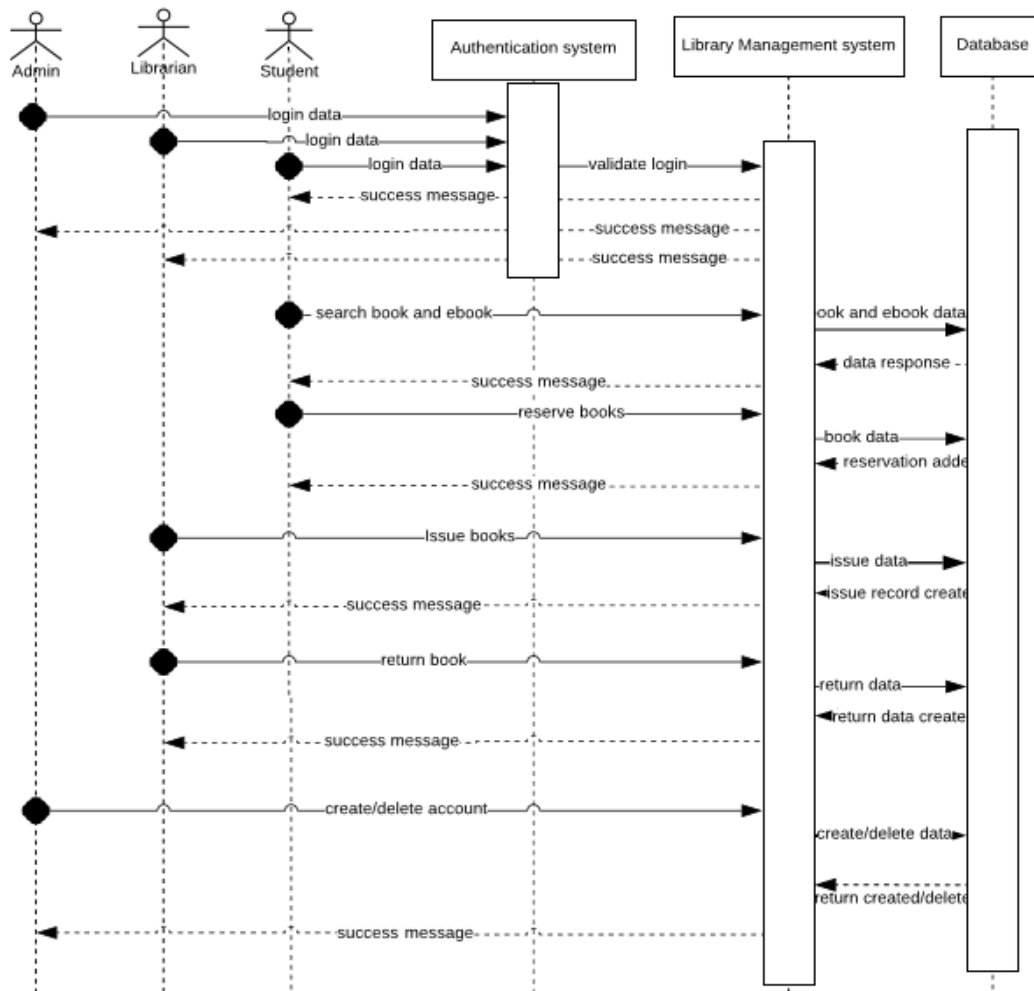 Admin
Librarian
Student
Authentication system
Library Management system
Database
login data
login data
login data
validate login
success message
success message
success message
search book and ebook
ook and ebook data
data response
success message
reserve books
book data
reservation adde
success message
Issue books
issue data
issue record create
success message
return book
return data
return data create
success message
create/delete account
create/delete data
return created/delete
success message